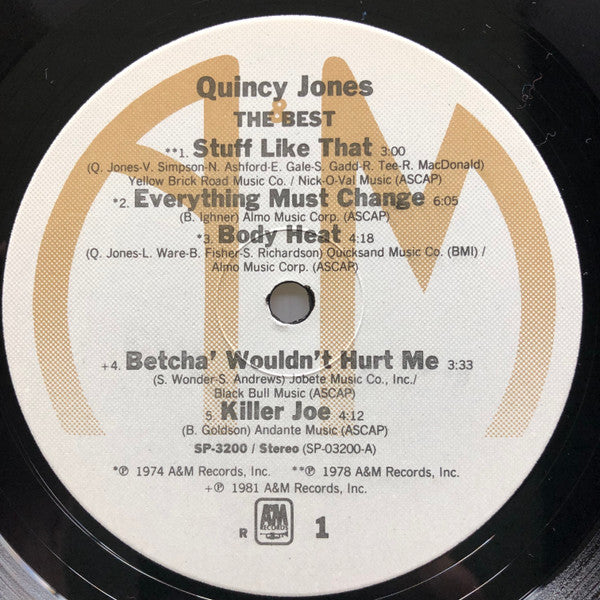 Quincy Jones
THE BEST
**1. Stuff Like That 3:00
(Q. Jones-V. Simpson-N. Ashford-E. Gale-S. Gadd-R. Tee-R. MacDonald)
Yellow Brick Road Music Co. / Nick-O-Val Music (ASCAP)
*2. Everything Must Change 6:05
(B. Ighner) Almo Music Corp. (ASCAP)
*3. Body Heat 4:18
(Q. Jones-L. Ware-B. Fisher-S. Richardson) Quicksand Music Co. (BMI) /
Almo Music Corp. (ASCAP)
+4. Betcha' Wouldn't Hurt Me 3:33
(S. Wonder-S. Andrews) Jobete Music Co., Inc./
Black Bull Music (ASCAP)
5. Killer Joe 4:12
(B. Goldson) Andante Music (ASCAP)
SP-3200 / Stereo (SP-03200-A)
*℗ 1974 A&M Records, Inc. **℗ 1978 A&M Records, Inc.
+℗ 1981 A&M Records, Inc.
R A&M RECORDS 1